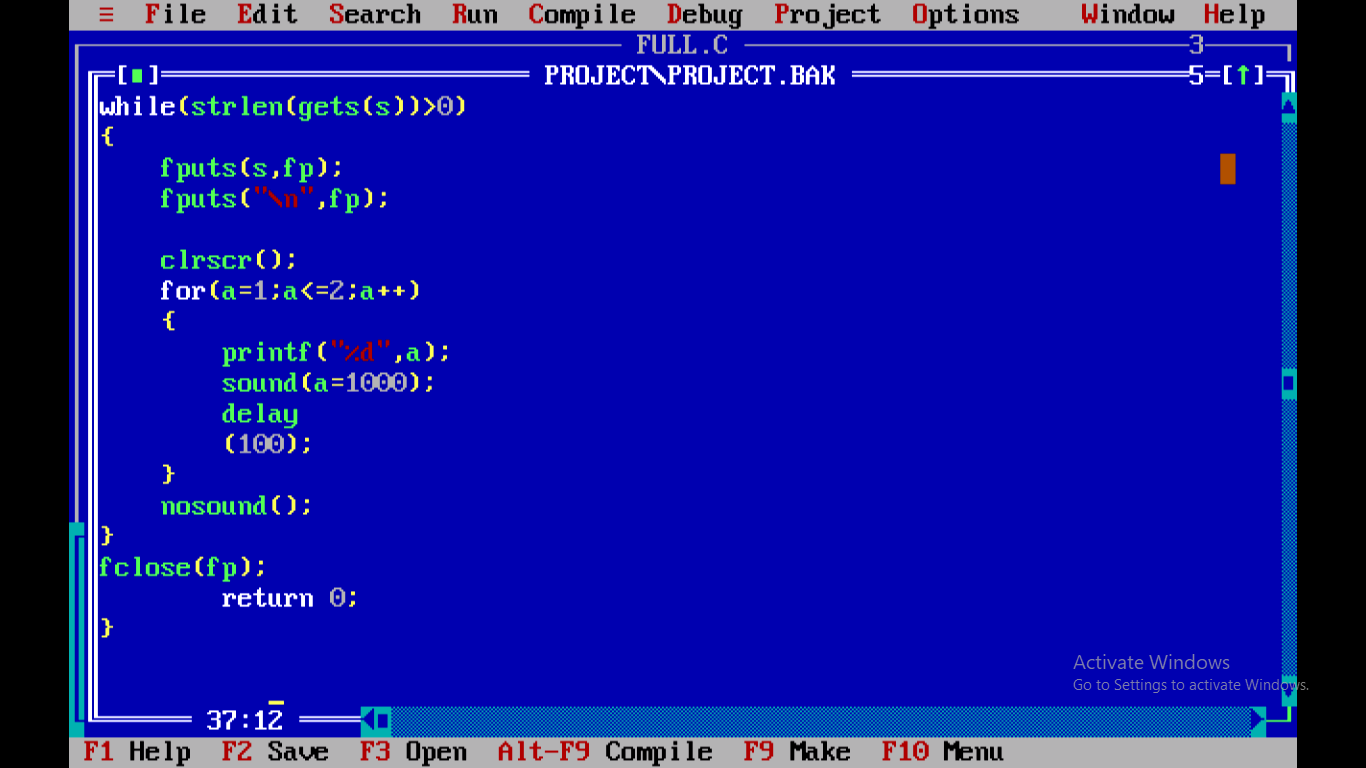 ≡ File Edit Search Run Compile Debug Project Options Window Help
FULL.C 3
[■] PROJECT\PROJECT.BAK 5=[↑]
while(strlen(gets(s))>0)
{
fputs(s,fp);
fputs("\n",fp);
clrscr();
for(a=1;a<=2;a++)
{
printf("%d",a);
sound(a=1000);
delay
(100);
}
nosound();
}
fclose(fp);
return 0;
}
Activate Windows
Go to Settings to activate Windows.
37:12
F1 Help F2 Save F3 Open Alt-F9 Compile F9 Make F10 Menu